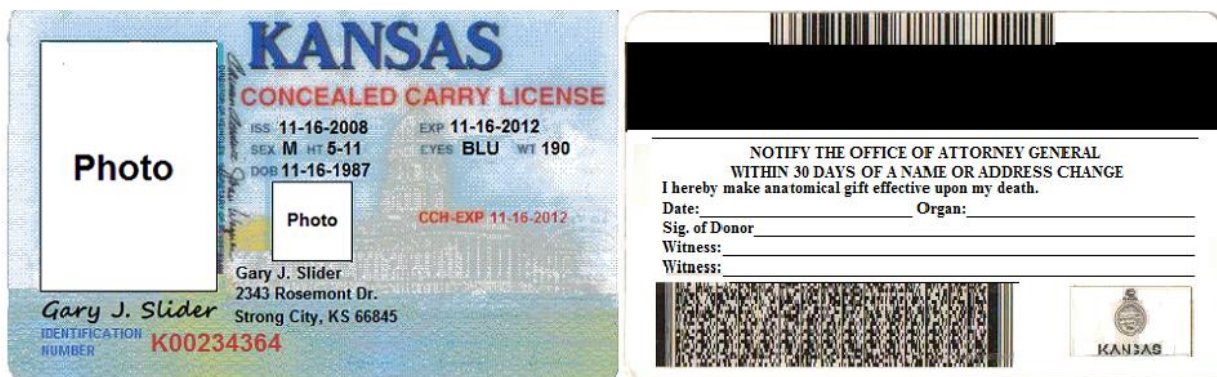 KANSAS
CONCEALED CARRY LICENSE
ISS 11-16-2008 EXP 11-16-2012
SEX M HT 5-11 EYES BLU WT 190
DOB 11-16-1987
Photo
Photo
CCH-EXP 11-16-2012
Gary J. Slider
2343 Rosemont Dr.
Strong City, KS 66845
Gary J. Slider
IDENTIFICATION
NUMBER K00234364
NOTIFY THE OFFICE OF ATTORNEY GENERAL
WITHIN 30 DAYS OF A NAME OR ADDRESS CHANGE
I hereby make anatomical gift effective upon my death.
Date: Organ:
Sig. of Donor
Witness:
Witness:
KANSAS